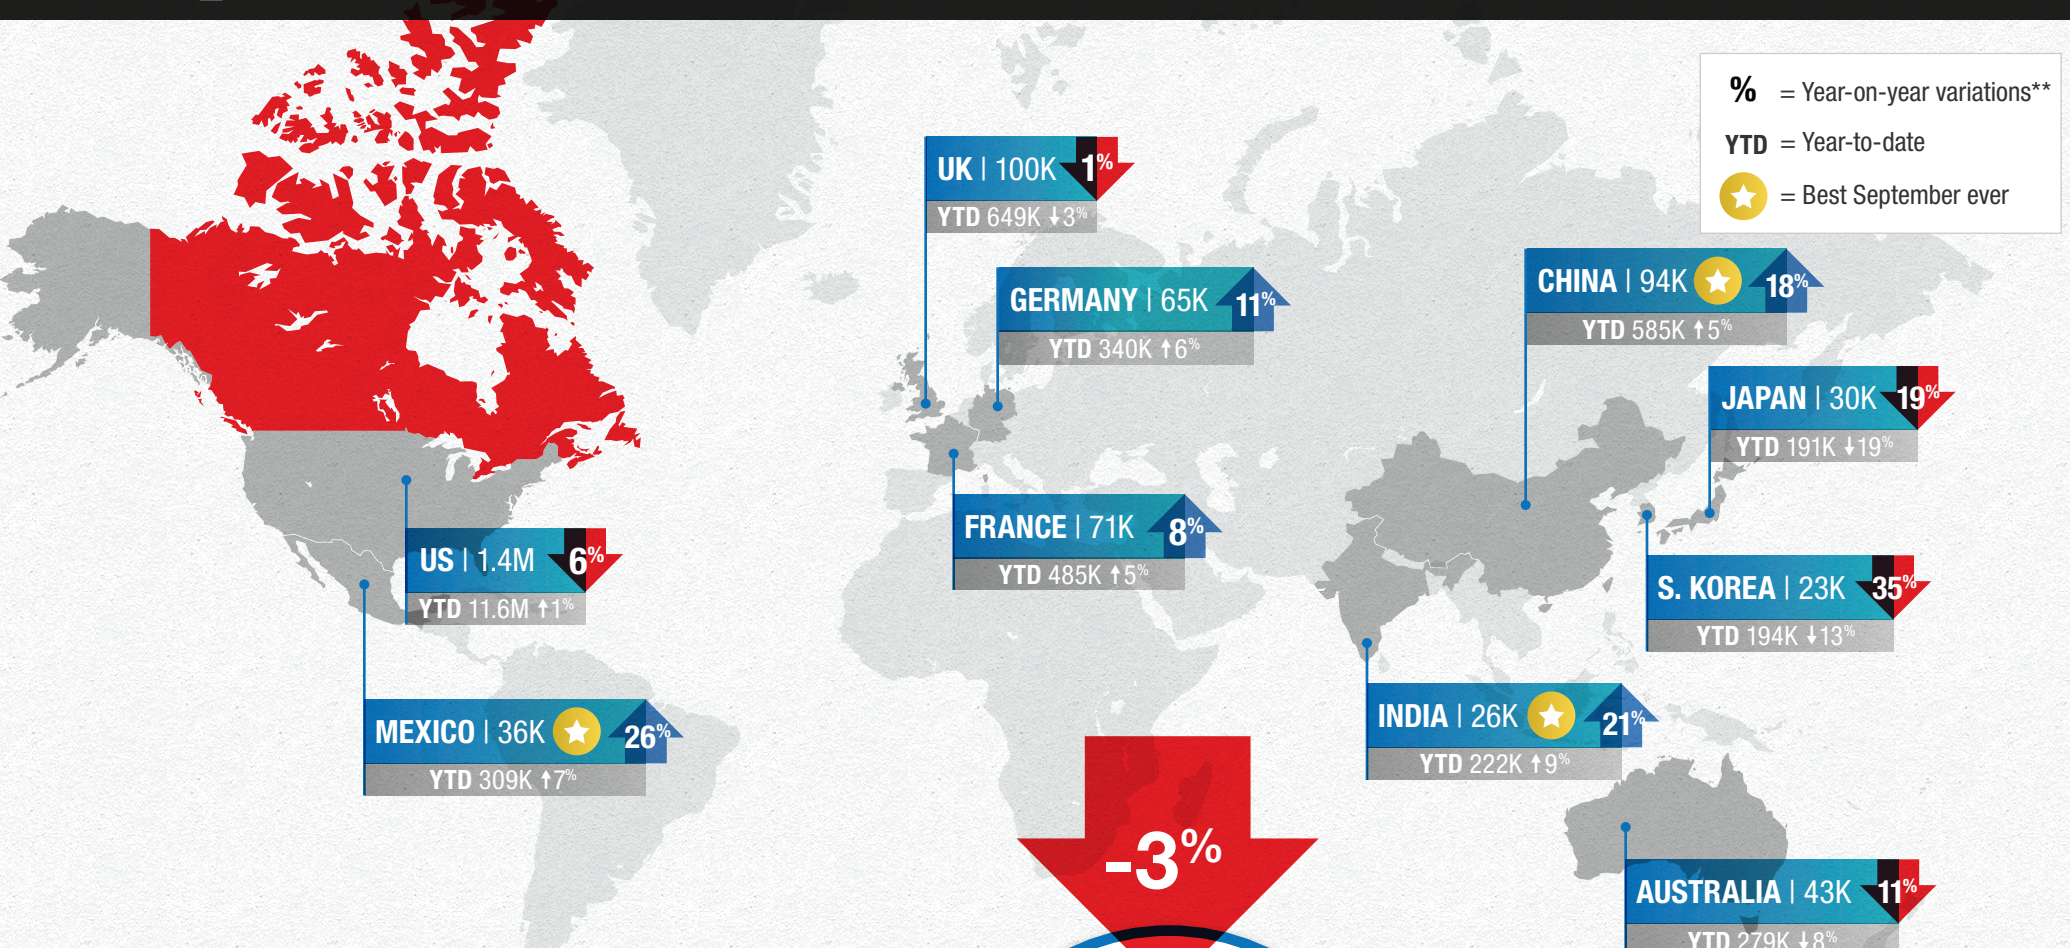 % = Year-on-year variations**
YTD = Year-to-date
= Best September ever
UK | 100K 1%
YTD 649K ↓3%
GERMANY | 65K 11%
YTD 340K ↑6%
FRANCE | 71K 8%
YTD 485K ↑5%
CHINA | 94K 18%
YTD 585K ↑5%
JAPAN | 30K 19%
YTD 191K ↓19%
S. KOREA | 23K 35%
YTD 194K ↓13%
US | 1.4M 6%
YTD 11.6M ↑1%
MEXICO | 36K 26%
YTD 309K ↑7%
INDIA | 26K 21%
YTD 222K ↑9%
-3%
AUSTRALIA | 43K 11%
YTD 279K ↓8%